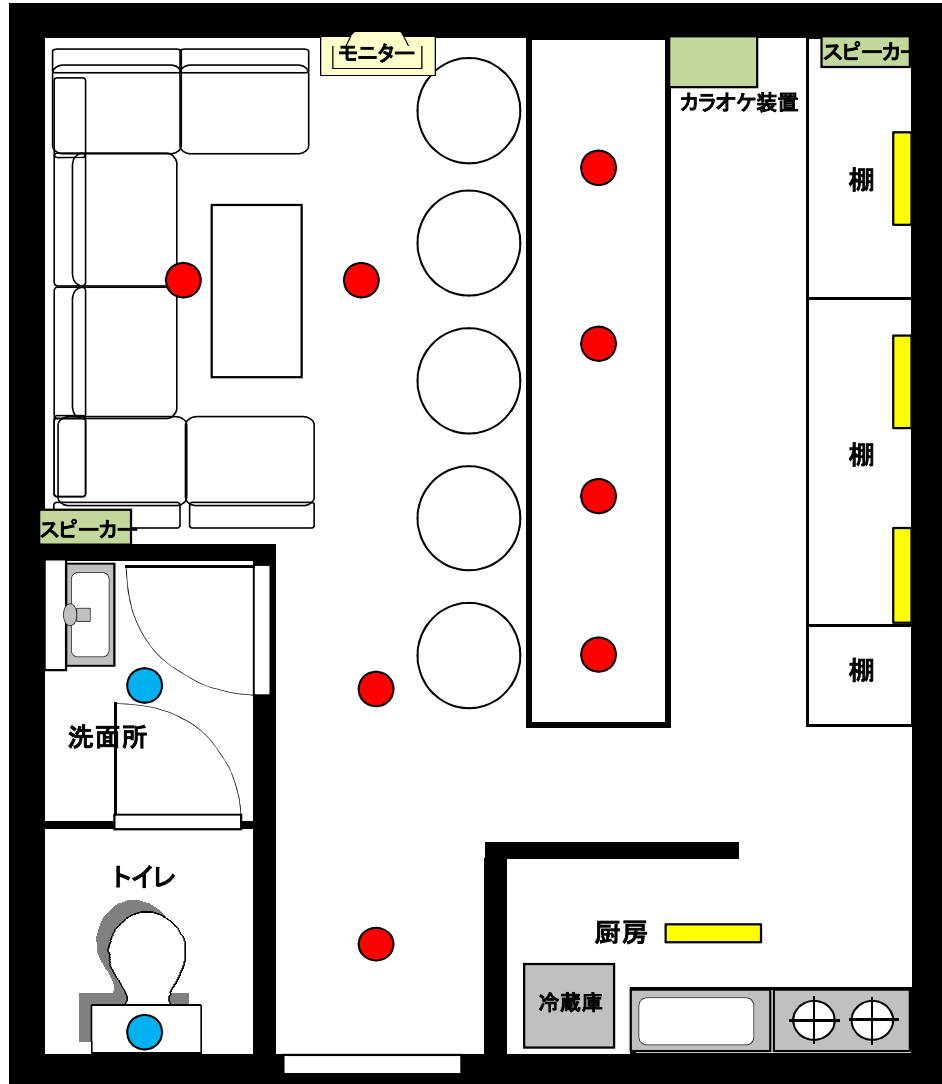 モニター
スピーカー
カラオケ装置
棚
棚
スピーカー
棚
洗面所
トイレ
厨房
冷蔵庫